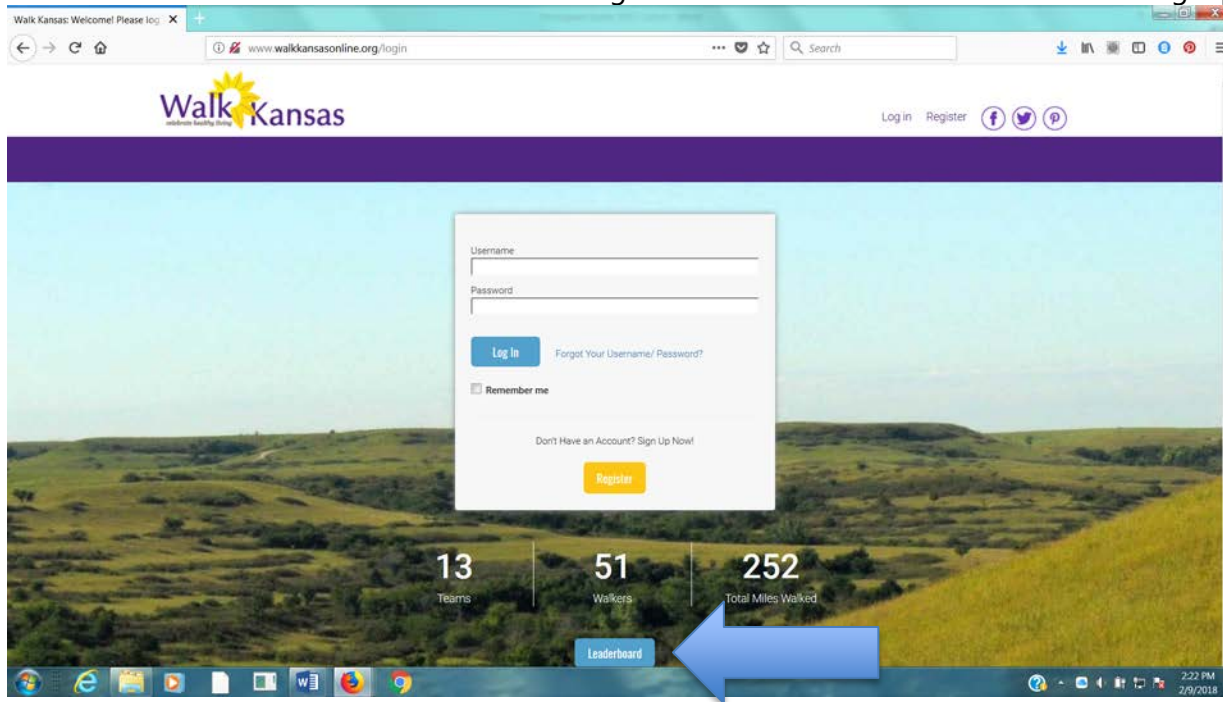 Walk Kansas: Welcome! Please log
www.walkkansasonline.org/login
Search
Walk Kansas
celebrate healthy living
Log in Register
Username
Password
Log In Forgot Your Username/ Password?
Remember me
Don't Have an Account? Sign Up Now!
Register
13 51 252
Teams Walkers Total Miles Walked
Leaderboard
2:22 PM
2/9/2018